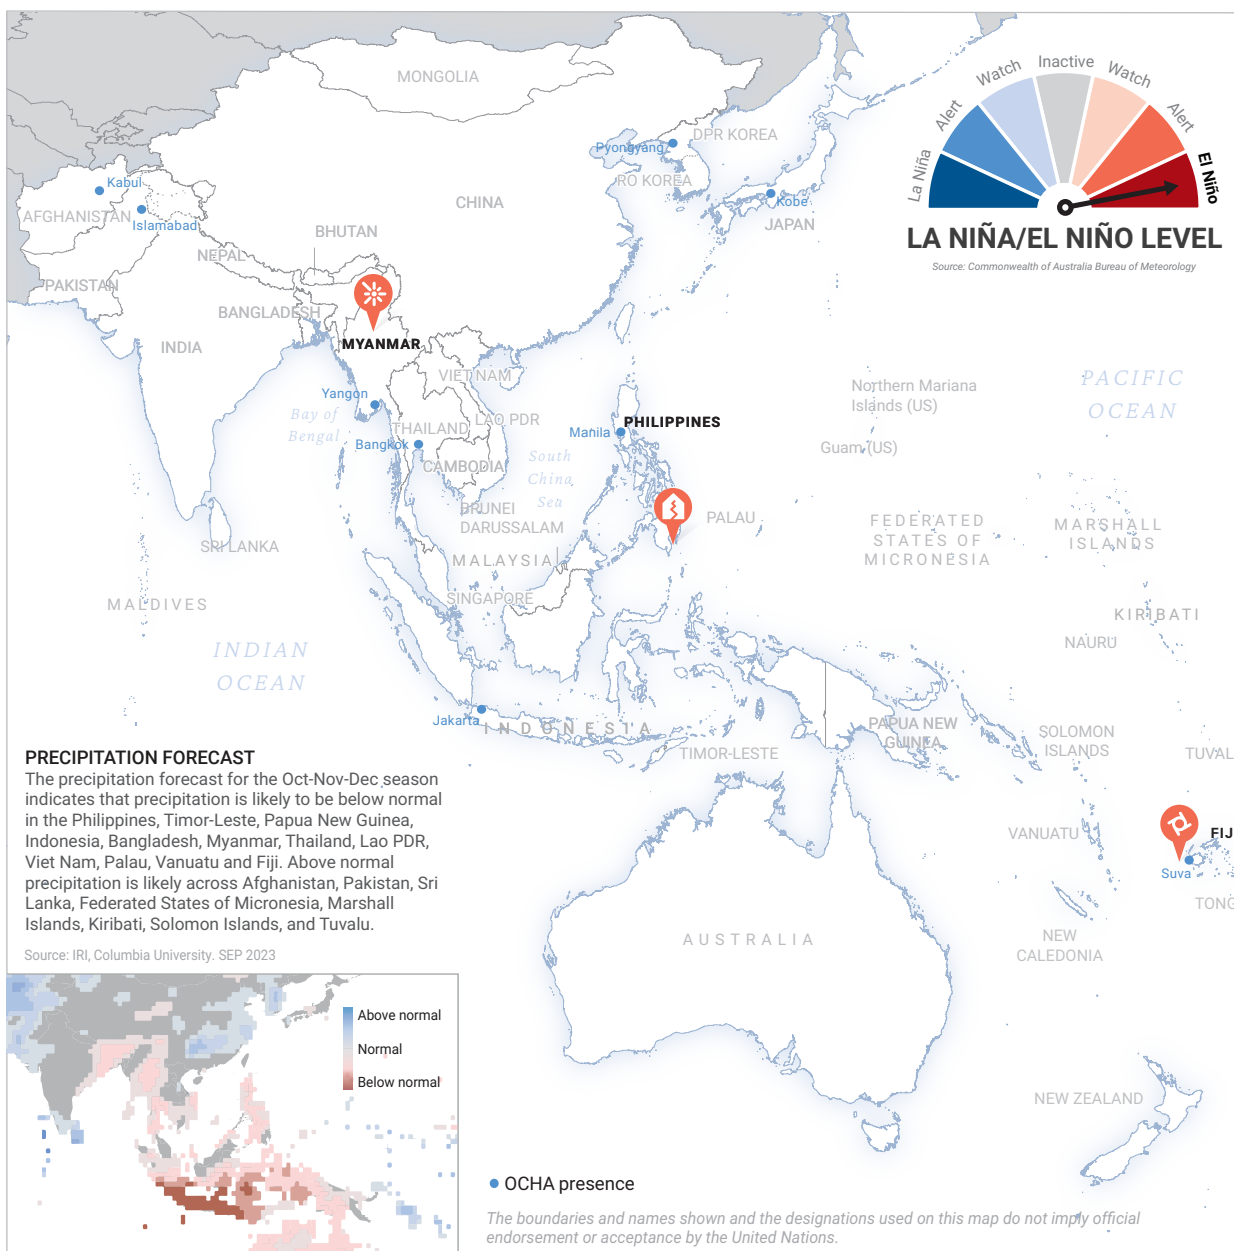 MONGOLIA
DPR KOREA
Pyongyang
RO KOREA
Kobe
JAPAN
CHINA
Kabul
AFGHANISTAN
Islamabad
BHUTAN
NEPAL
PAKISTAN
BANGLADESH
INDIA
MYANMAR
VIET NAM
Yangon
Bay of
Bengal
LAO PDR
THAILAND
Bangkok
CAMBODIA
South
China
Sea
Manila
PHILIPPINES
BRUNEI
DARUSSALAM
PALAU
SRI LANKA
MALAYSIA
SINGAPORE
MALDIVES
INDIAN
OCEAN
Jakarta
INDONESIA
TIMOR-LESTE
PAPUA NEW
GUINEA
Northern Mariana
Islands (US)
Guam (US)
PACIFIC
OCEAN
FEDERATED
STATES OF
MICRONESIA
MARSHALL
ISLANDS
KIRIBATI
NAURU
SOLOMON
ISLANDS
TUVAL
VANUATU
FIJ
Suva
TONG
NEW
CALEDONIA
AUSTRALIA
NEW ZEALAND
La Niña
Alert
Watch
Inactive
Watch
Alert
El Niño
LA NIÑA/EL NIÑO LEVEL
Source: Commonwealth of Australia Bureau of Meteorology
PRECIPITATION FORECAST
The precipitation forecast for the Oct-Nov-Dec season
indicates that precipitation is likely to be below normal
in the Philippines, Timor-Leste, Papua New Guinea,
Indonesia, Bangladesh, Myanmar, Thailand, Lao PDR,
Viet Nam, Palau, Vanuatu and Fiji. Above normal
precipitation is likely across Afghanistan, Pakistan, Sri
Lanka, Federated States of Micronesia, Marshall
Islands, Kiribati, Solomon Islands, and Tuvalu.
Source: IRI, Columbia University. SEP 2023
Above normal
Normal
Below normal
OCHA presence
The boundaries and names shown and the designations used on this map do not imply official
endorsement or acceptance by the United Nations.